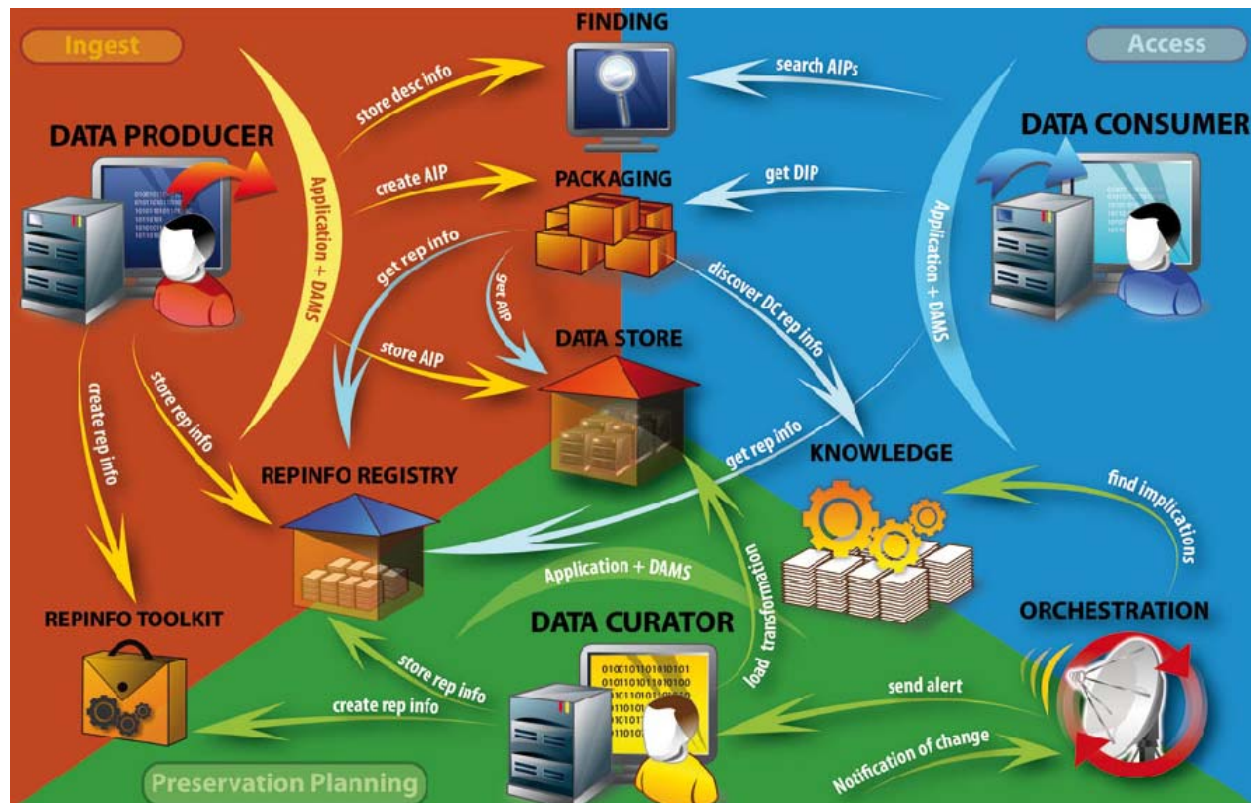 FINDING
Ingest
Access
search AIPs
store desc info
DATA PRODUCER
DATA CONSUMER
create AIP
PACKAGING
get DIP
Application + DAMS
Application + DAMS
get rep info
get AIP
discover DC rep info
store AIP
DATA STORE
create rep info
store rep info
get rep info
REPINFO REGISTRY
KNOWLEDGE
find implications
Application + DAMS
load transformation
REPINFO TOOLKIT
DATA CURATOR
ORCHESTRATION
store rep info
send alert
create rep info
Notification of change
Preservation Planning